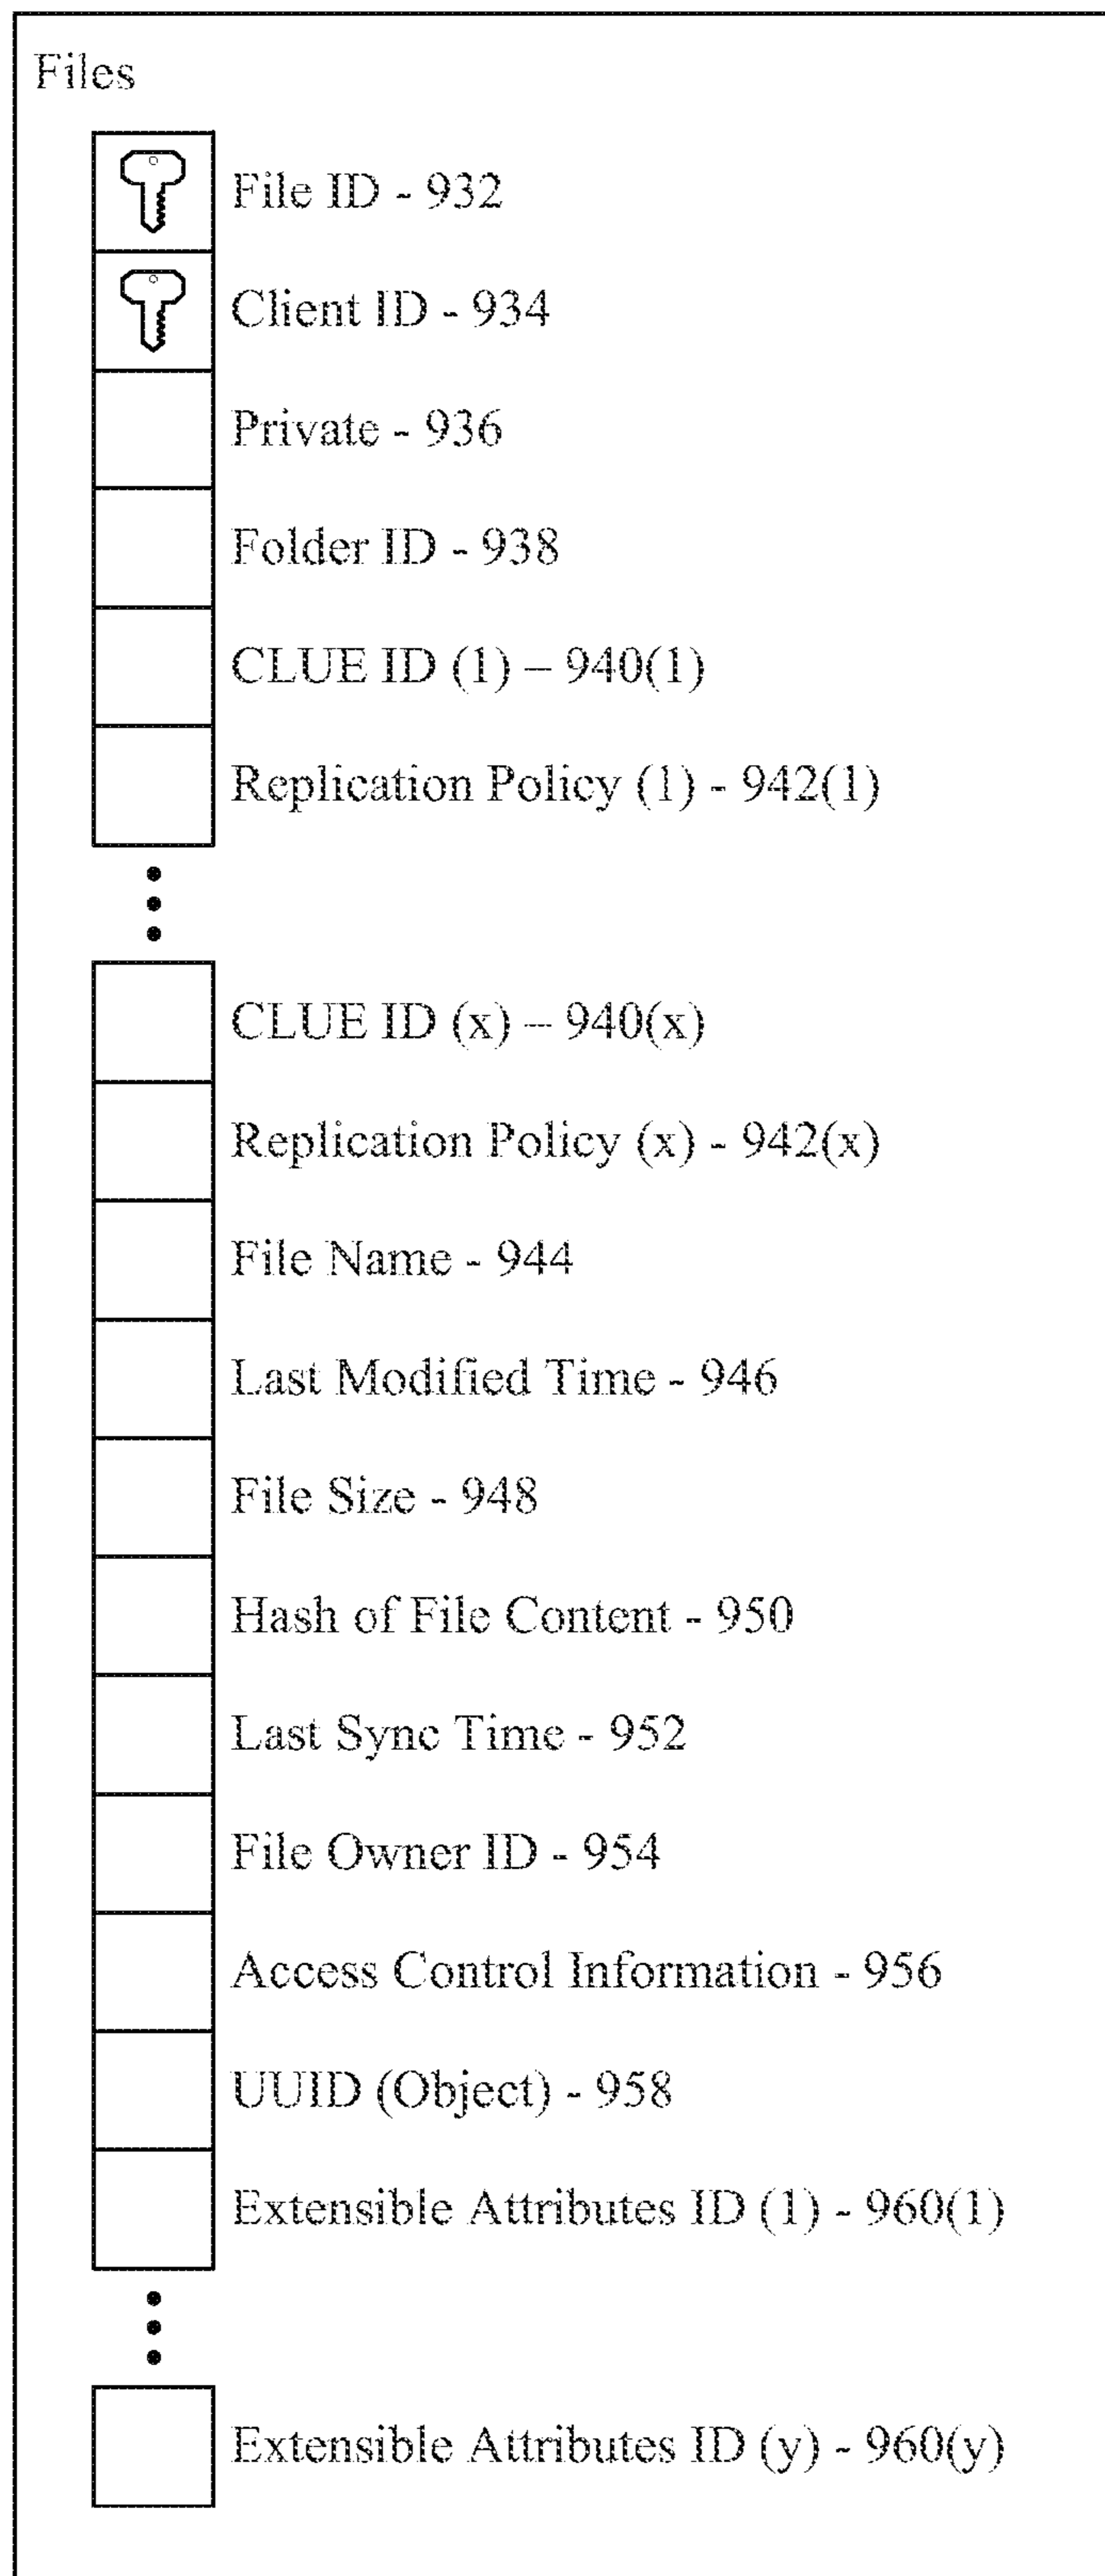 Files
File ID - 932
Client ID - 934
Private - 936
Folder ID - 938
CLUE ID (1) – 940(1)
Replication Policy (1) - 942(1)
CLUE ID (x) – 940(x)
Replication Policy (x) - 942(x)
File Name - 944
Last Modified Time - 946
File Size - 948
Hash of File Content - 950
Last Sync Time - 952
File Owner ID - 954
Access Control Information - 956
UUID (Object) - 958
Extensible Attributes ID (1) - 960(1)
Extensible Attributes ID (y) - 960(y)